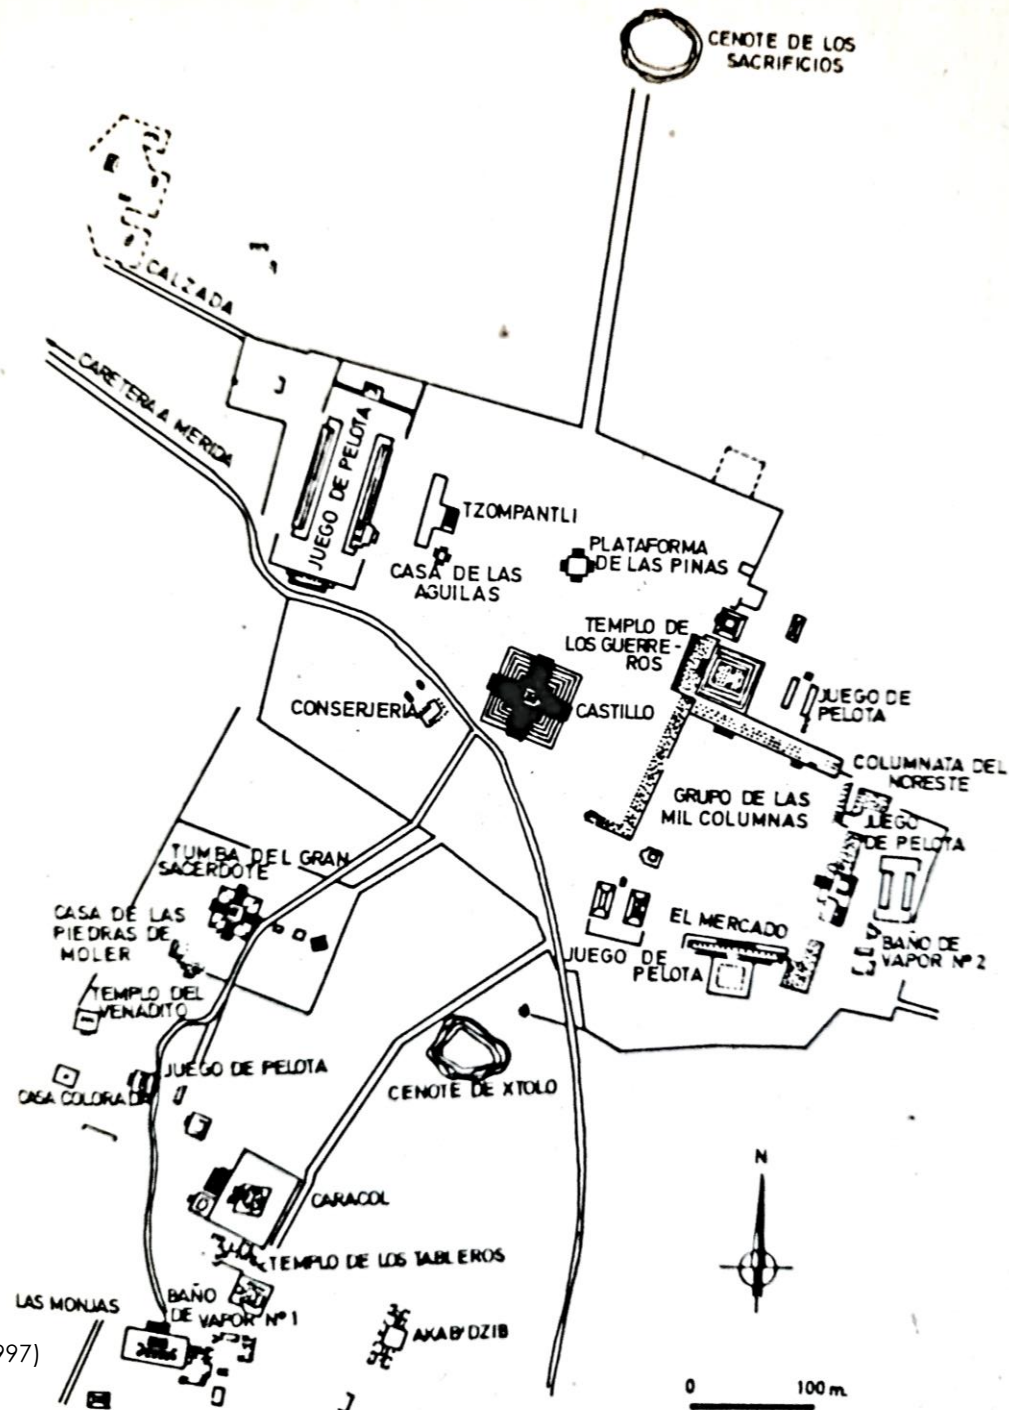 CENOTE DE LOS
SACRIFICIOS
CALZADA
CARETERA A MERIDA
JUEGO DE PELOTA
TZOMPANTLI
CASA DE LAS
AGUILAS
PLATAFORMA
DE LAS PINAS
TEMPLO DE
LOS GUERRE-
ROS
CONSERJERIA
CASTILLO
JUEGO DE
PELOTA
COLUMNATA DEL
NORESTE
GRUPO DE LAS
MIL COLUMNAS
JUEGO
DE PELOTA
TUMBA DEL GRAN
SACERDOTE
CASA DE LAS
PIEDRAS DE
MOLER
EL MERCADO
JUEGO DE
PELOTA
BAÑO DE
VAPOR Nº 2
TEMPLO DEL
VENADITO
JUEGO DE PELOTA
CASA COLORADA
CENOTE DE XTOLO
N
CARACOL
TEMPLO DE LOS TABLEROS
LAS MONJAS
BAÑO
DE VAPOR Nº 1
AKAB'DZIB
997)
0 100 m.